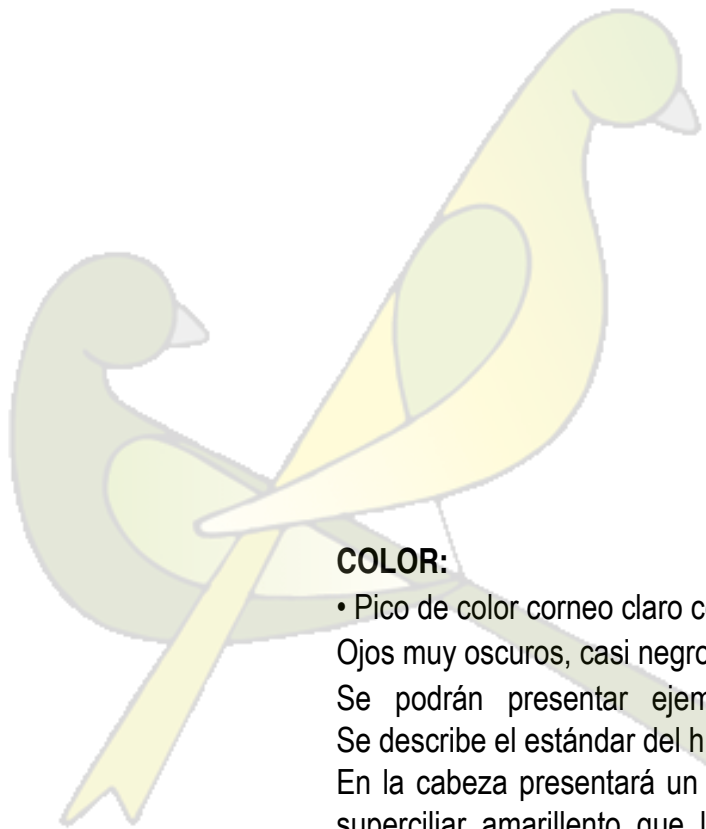 COLOR:
• Pico de color corneo claro
Ojos muy oscuros, casi negro
Se podrán presentar
Se describe el estándar del
En la cabeza presentará un
superciliar amarillento que